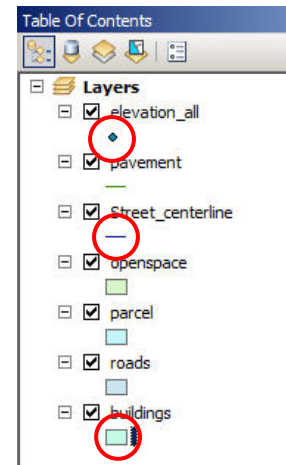 Table Of Contents
Layers
elevation_all
pavement
Street_centerline
openspace
parcel
roads
buildings